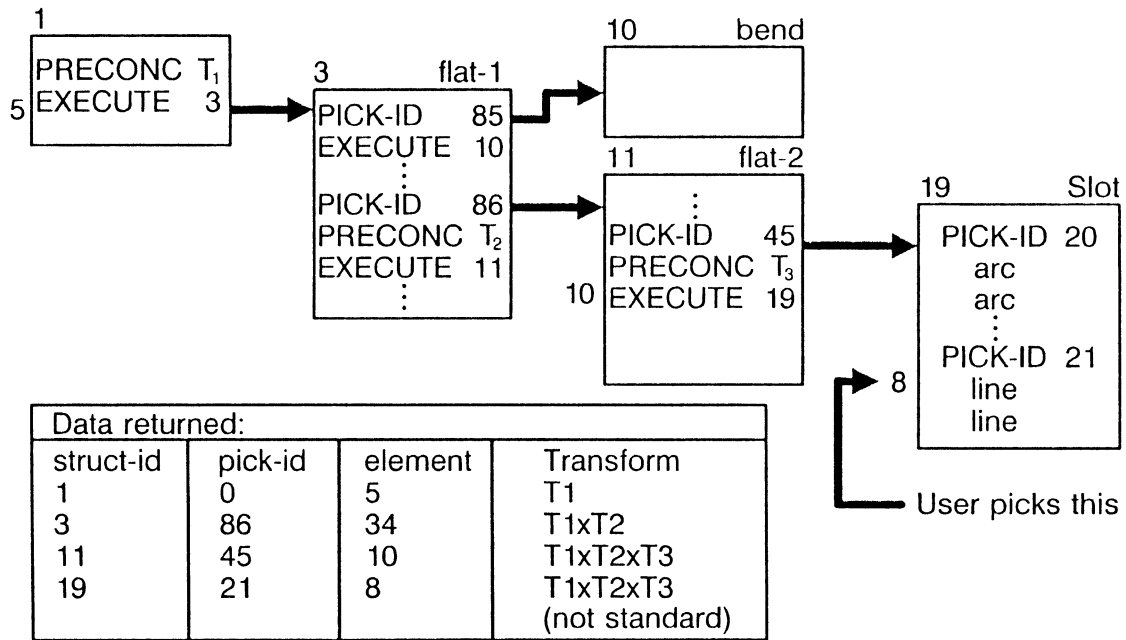 1
PRECONC T₁
5 EXECUTE 3
3 flat-1
PICK-ID 85
EXECUTE 10
⋮
PICK-ID 86
PRECONC T₂
EXECUTE 11
⋮
10 bend
11 flat-2
⋮
PICK-ID 45
PRECONC T₃
10 EXECUTE 19
19 Slot
PICK-ID 20
arc
arc
⋮
PICK-ID 21
8 line
line
User picks this
Data returned:
struct-id pick-id element Transform
1 0 5 T1
3 86 34 T1xT2
11 45 10 T1xT2xT3
19 21 8 T1xT2xT3
(not standard)